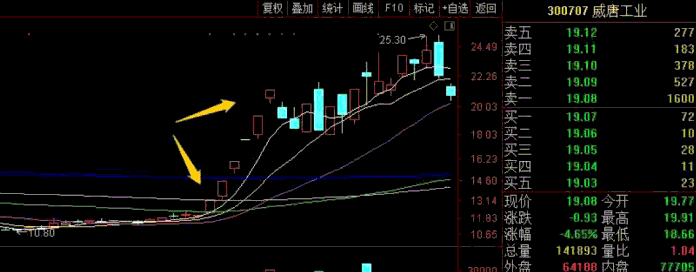 复权 叠加 统计 画线 F10 标记 +自选 返回
300707 威唐工业
25.30
24.49
22.26
20.03
18.03
16.23
14.60
13.14
11.83
10.65
10.80
卖五 19.12 277
卖四 19.11 183
卖三 19.10 378
卖二 19.09 527
卖一 19.08 1600
买一 19.07 72
买二 19.06 18
买三 19.05 28
买四 19.04 11
买五 19.03 23
现价 19.08 今开 19.77
涨跌 -0.93 最高 19.91
涨幅 -4.65% 最低 18.66
总量 141893 量比 1.04
外盘 64188 内盘 77705